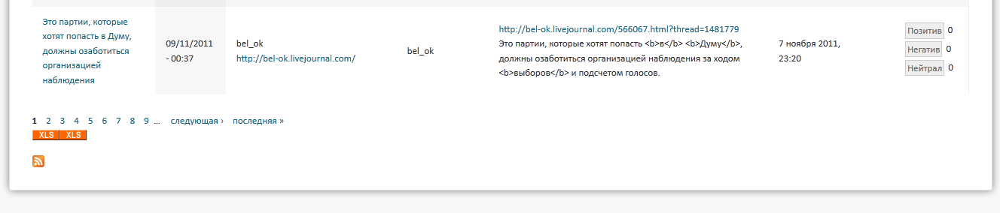 Это партии, которые
хотят попасть в Думу,
должны озаботиться
организацией
наблюдения
09/11/2011
- 00:37
bel_ok
http://bel-ok.livejournal.com/
bel_ok
http://bel-ok.livejournal.com/566067.html?thread=1481779
Это партии, которые хотят попасть <b>в</b> <b>Думу</b>,
должны озаботиться организацией наблюдения за ходом
<b>выборов</b> и подсчетом голосов.
7 ноября 2011,
23:20
Позитив 0
Негатив 0
Нейтрал 0
1 2 3 4 5 6 7 8 9 … следующая › последняя »
XLS XLS